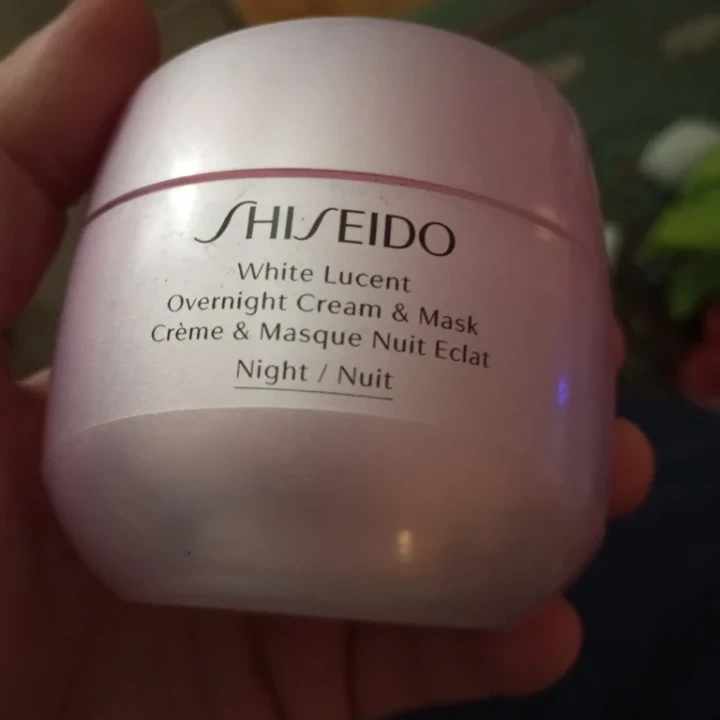 SHISEIDO
White Lucent
Overnight Cream & Mask
Crème & Masque Nuit Eclat
Night / Nuit